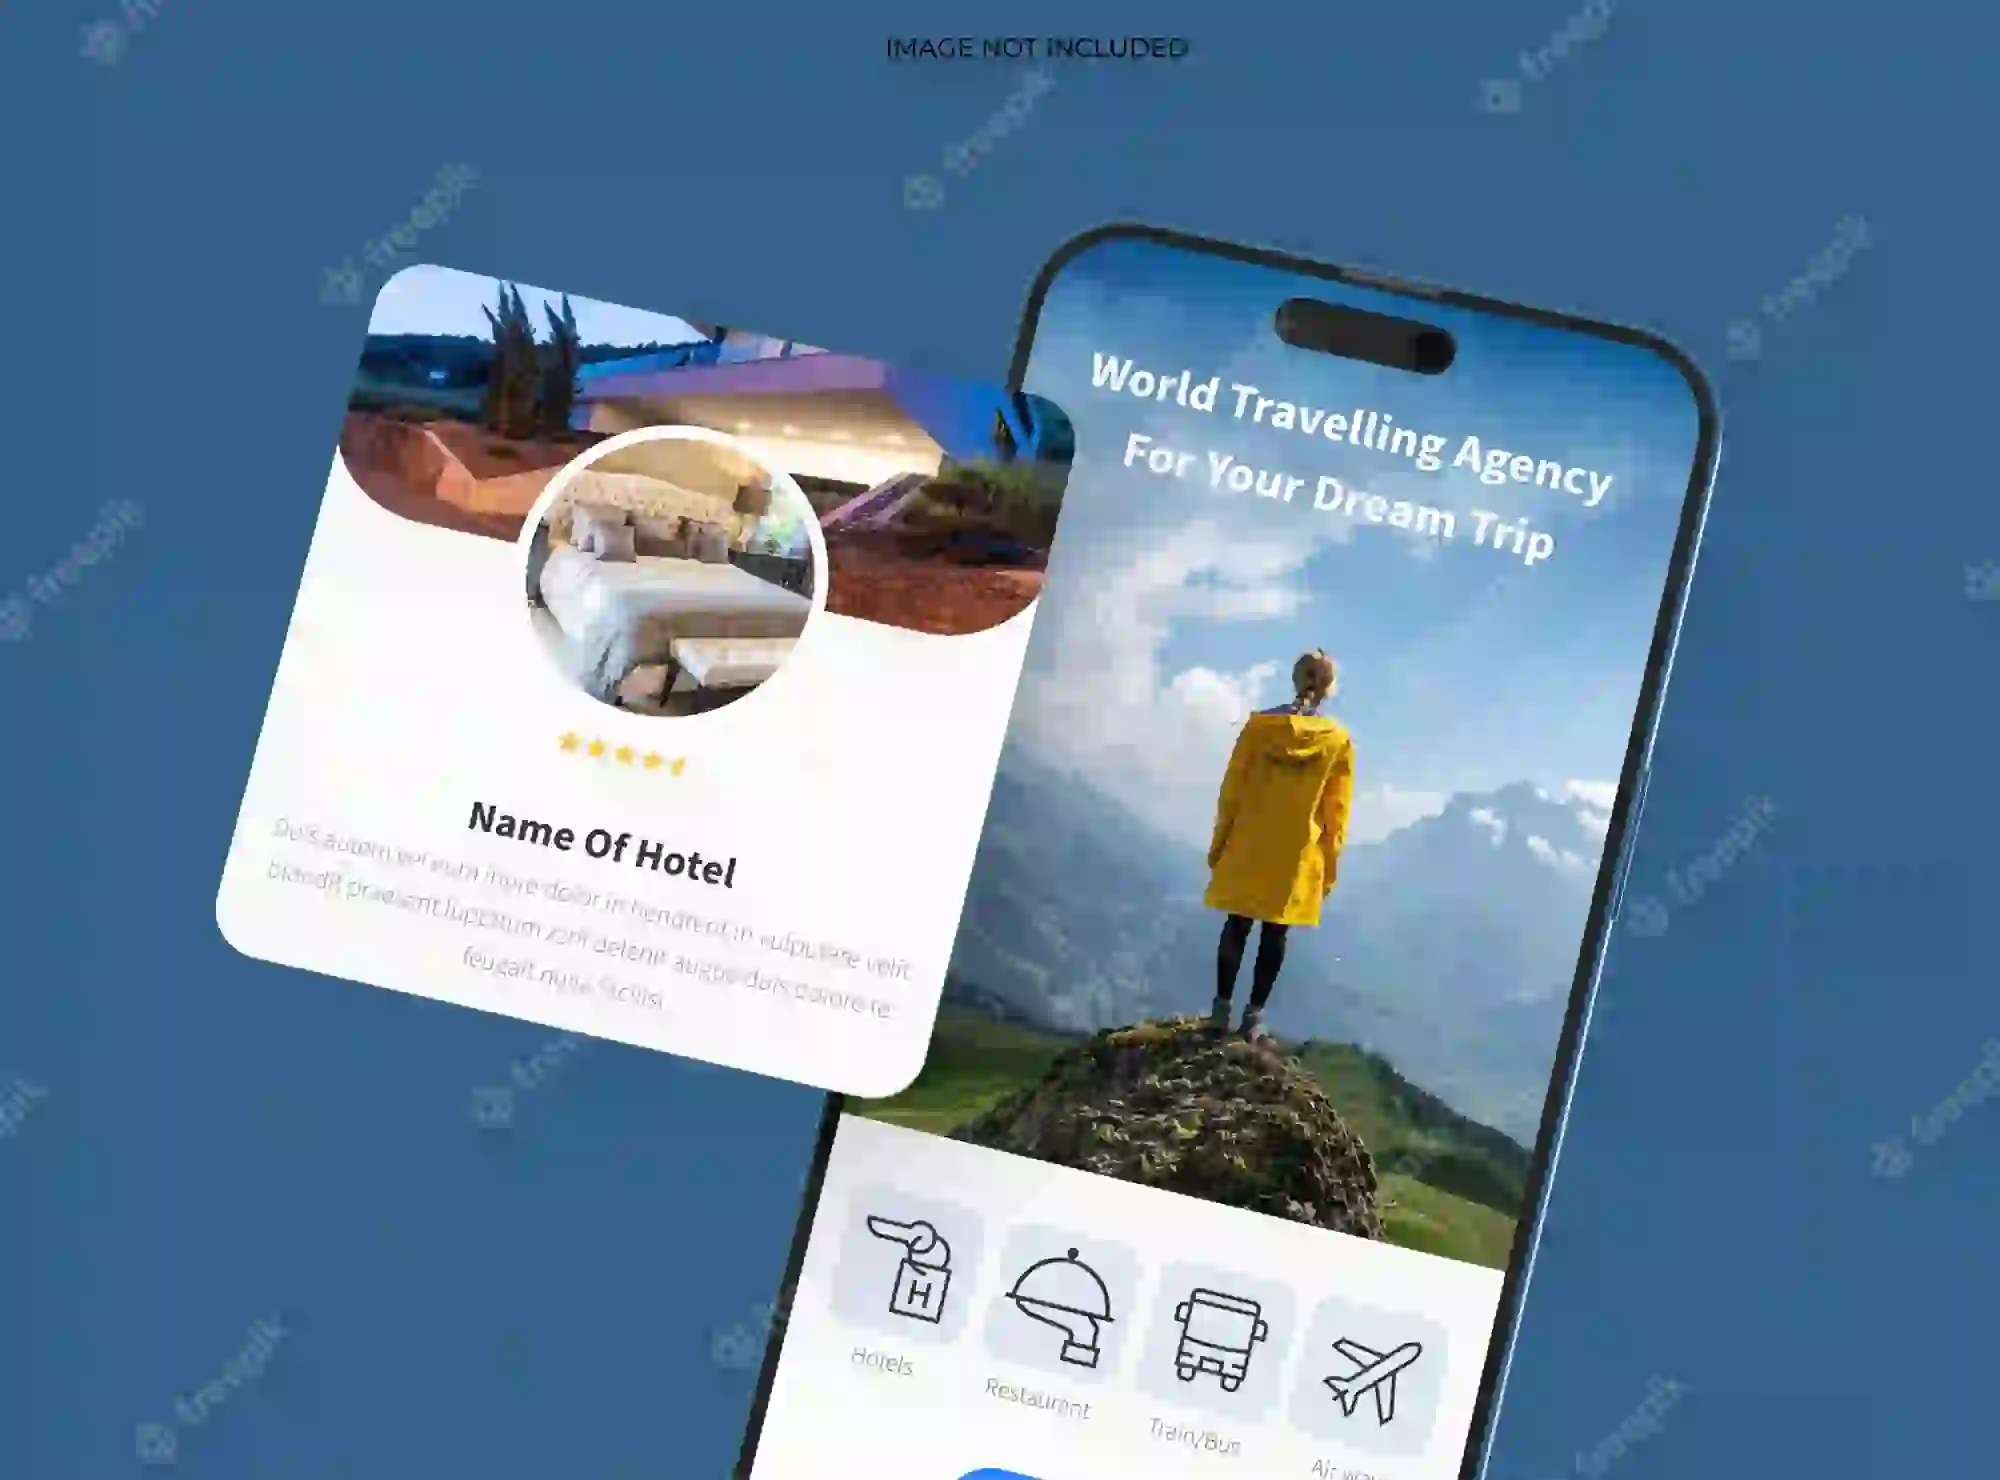 IMAGE NOT INCLUDED
World Travelling Agency
For Your Dream Trip
Name Of Hotel
Duis autem vel eum iriure dolor in hendrerit in vulputate velit
blandit praesent luptatum zzril delenit augue duis dolore te
feugait nulla facilisi
H
Hotels
Restaurant
Train/Bus
Air
freepik